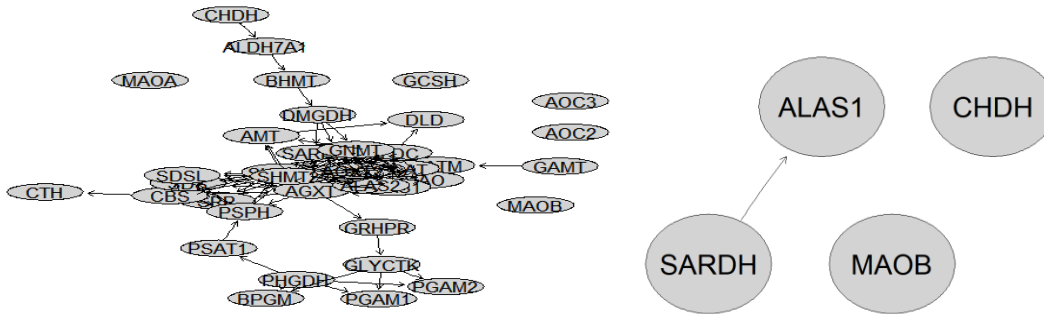 CHDH
ALDH7A1
MAOA
BHMT
GCSH
AOC3
DMGDH
DLD
AOC2
AMT
GNMT
GAMT
SDSL
SHMT
CTH
CBS
AGXT
ALAS2
MAOB
PSPH
GRHPR
PSAT1
GLYCTK
PHGDH
PGAM2
BPGM
PGAM1
ALAS1
CHDH
SARDH
MAOB